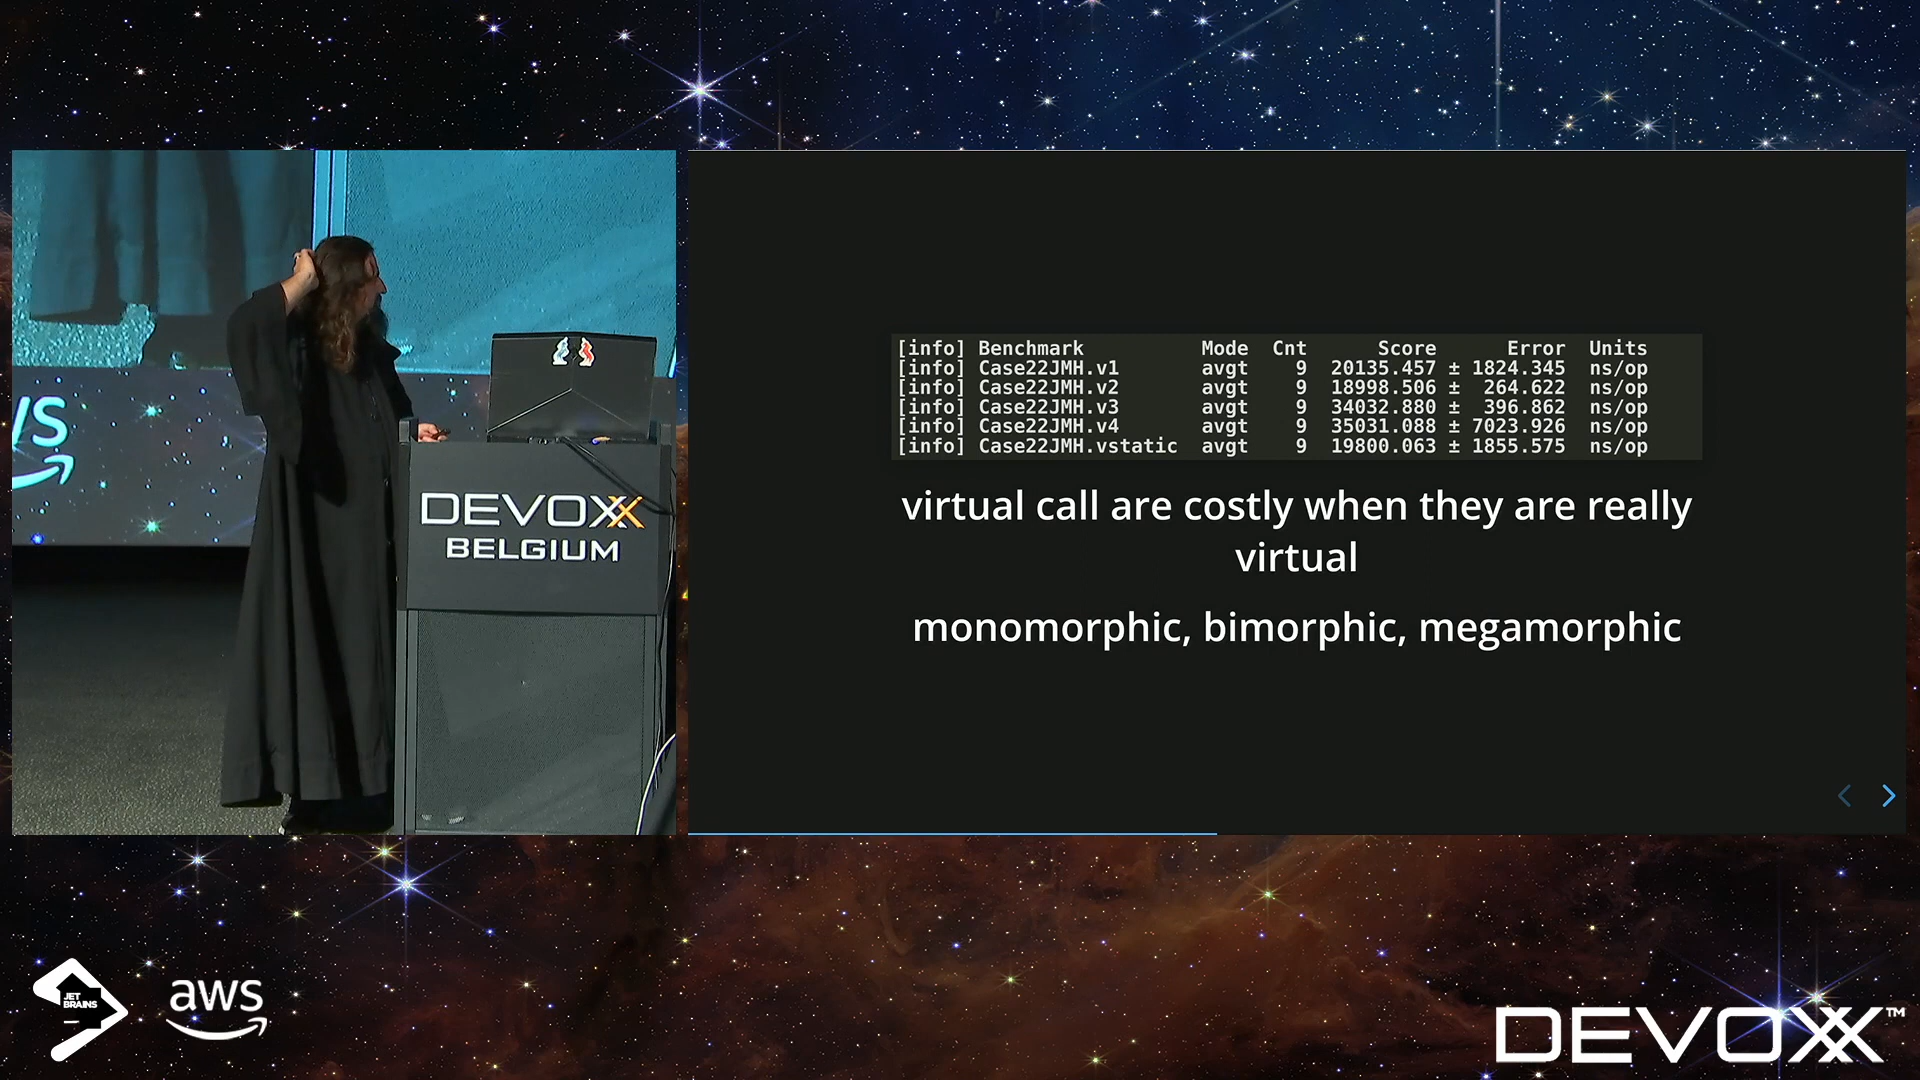 [info] Benchmark Mode Cnt Score Error Units
[info] Case22JMH.v1 avgt 9 20135.457 ± 1824.345 ns/op
[info] Case22JMH.v2 avgt 9 18998.506 ± 264.622 ns/op
[info] Case22JMH.v3 avgt 9 34032.880 ± 396.862 ns/op
[info] Case22JMH.v4 avgt 9 35031.088 ± 7023.926 ns/op
[info] Case22JMH.vstatic avgt 9 19800.063 ± 1855.575 ns/op
virtual call are costly when they are really
virtual
monomorphic, bimorphic, megamorphic
WS
DEVOXX
BELGIUM
JET
BRAINS
aws
DEVOXX™